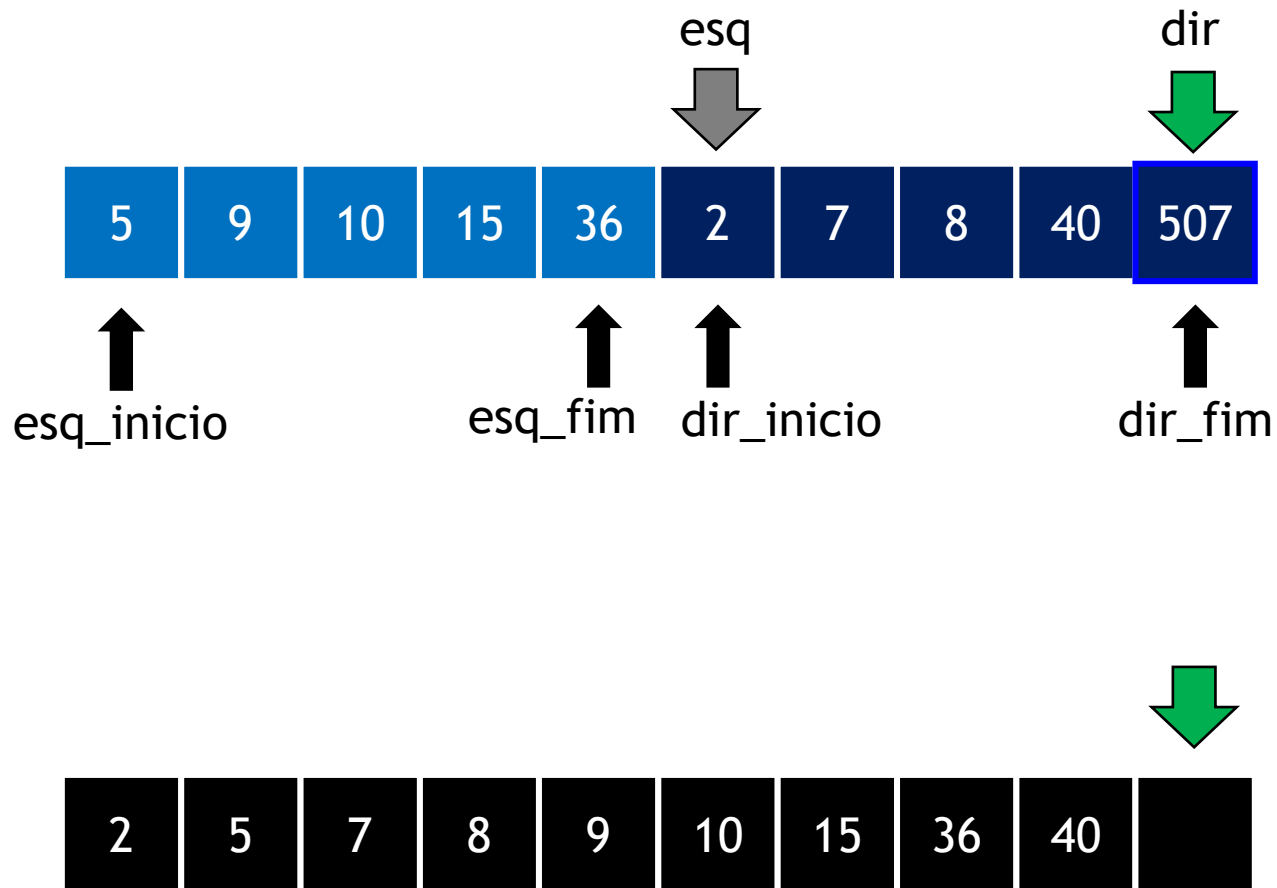 esq dir
5 9 10 15 36 2 7 8 40 507
esq_inicio esq_fim dir_inicio dir_fim
2 5 7 8 9 10 15 36 40